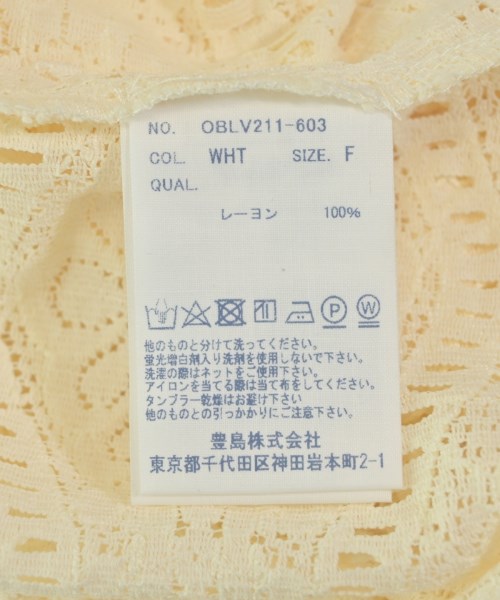 NO. OBLV211-603
COL. WHT SIZE. F
QUAL.
レーヨン 100%
P W
他のものと分けて洗ってください。
蛍光増白剤入り洗剤を使用しないで下さい。
洗濯の際はネットをご使用下さい。
アイロンを当てる際は当て布をしてください。
タンブラー乾燥はお避け下さい
他のものとの引っかかりにご注意下さい。
豊島株式会社
東京都千代田区神田岩本町2-1